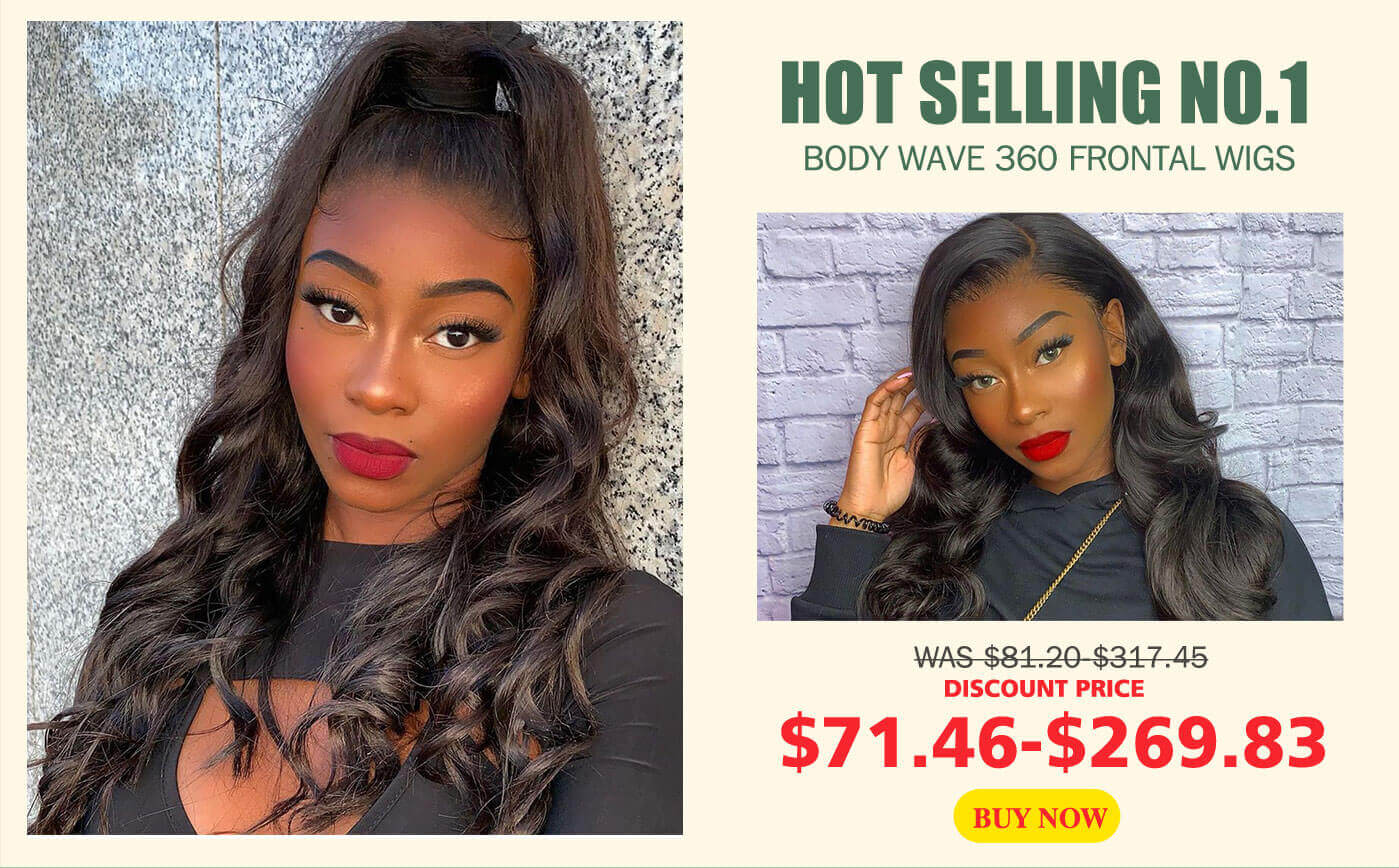 HOT SELLING NO.1
BODY WAVE 360 FRONTAL WIGS
WAS $81.20-$317.45
DISCOUNT PRICE
$71.46-$269.83
BUY NOW